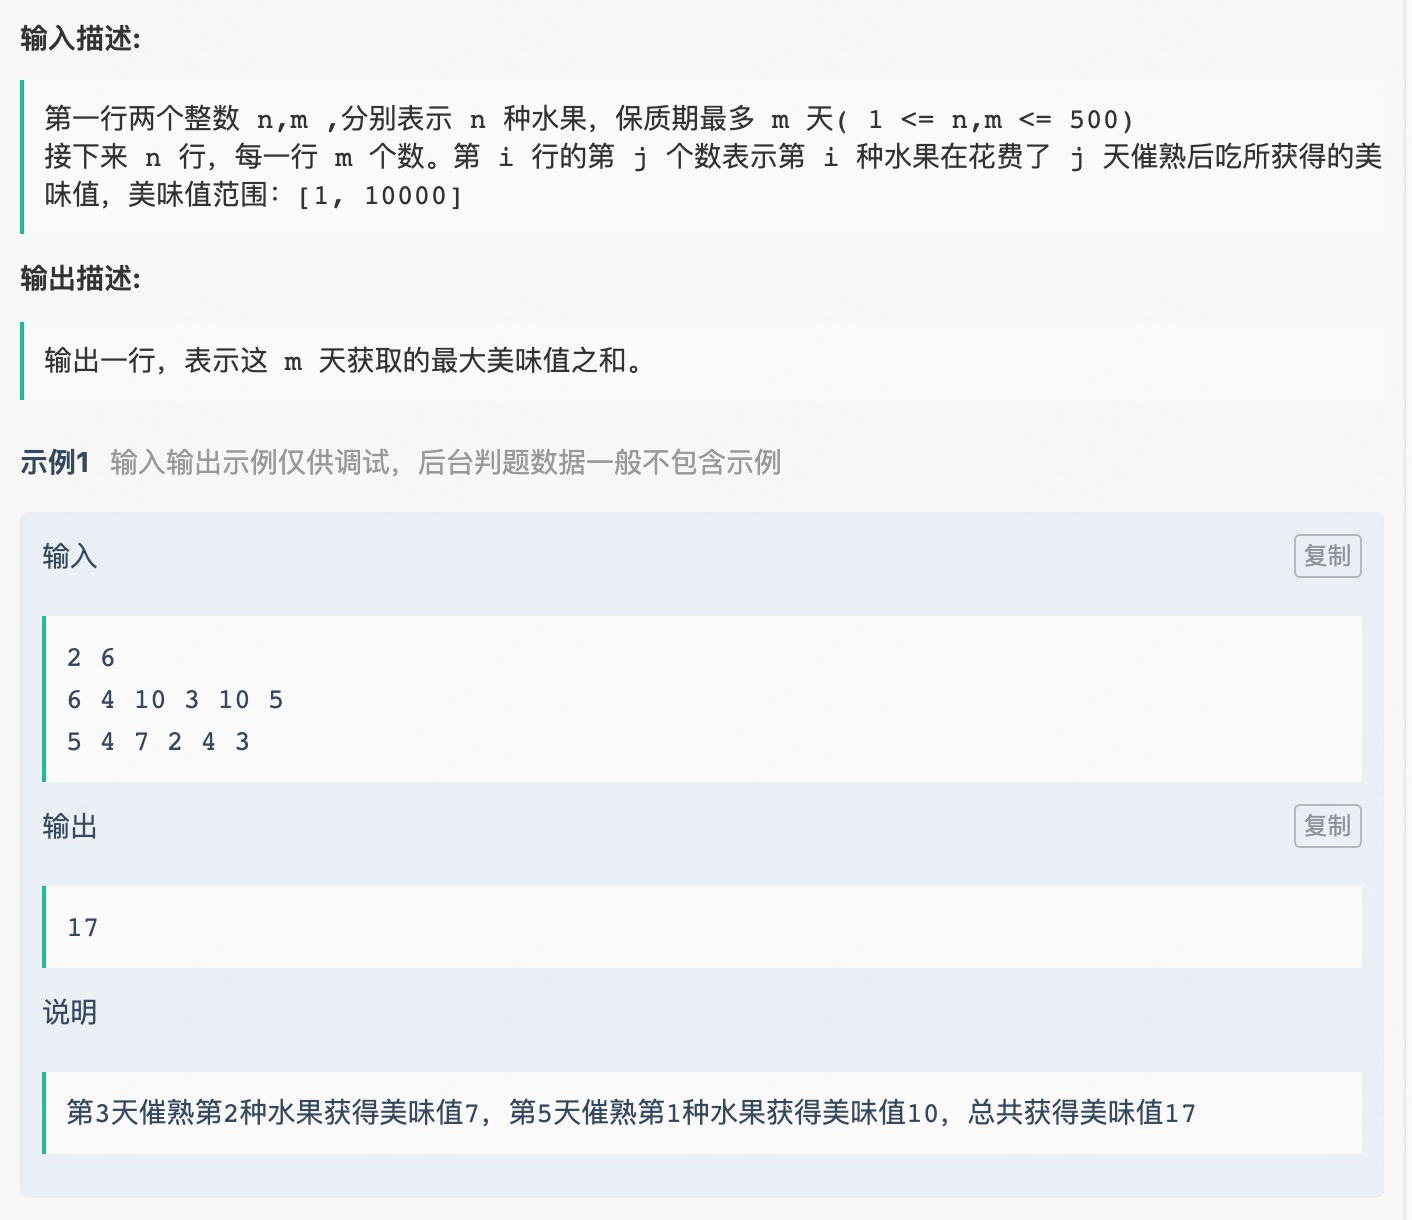 输入描述:
第一行两个整数 n,m ,分别表示 n 种水果，保质期最多 m 天( 1 <= n,m <= 500)
接下来 n 行，每一行 m 个数。第 i 行的第 j 个数表示第 i 种水果在花费了 j 天催熟后吃所获得的美
味值，美味值范围：[1, 10000]
输出描述:
输出一行，表示这 m 天获取的最大美味值之和。
示例1 输入输出示例仅供调试，后台判题数据一般不包含示例
输入
复制
2 6
6 4 10 3 10 5
5 4 7 2 4 3
输出
复制
17
说明
第3天催熟第2种水果获得美味值7，第5天催熟第1种水果获得美味值10，总共获得美味值17